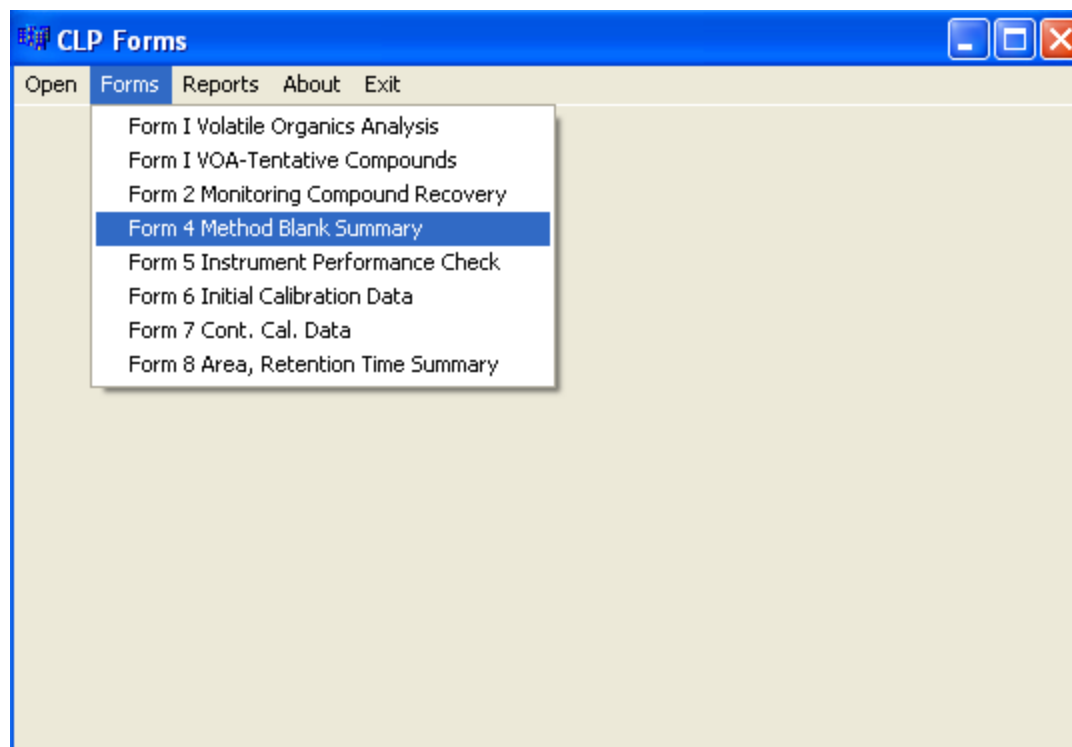 CLP Forms
Open Forms Reports About Exit
Form I Volatile Organics Analysis
Form I VOA-Tentative Compounds
Form 2 Monitoring Compound Recovery
Form 4 Method Blank Summary
Form 5 Instrument Performance Check
Form 6 Initial Calibration Data
Form 7 Cont. Cal. Data
Form 8 Area, Retention Time Summary